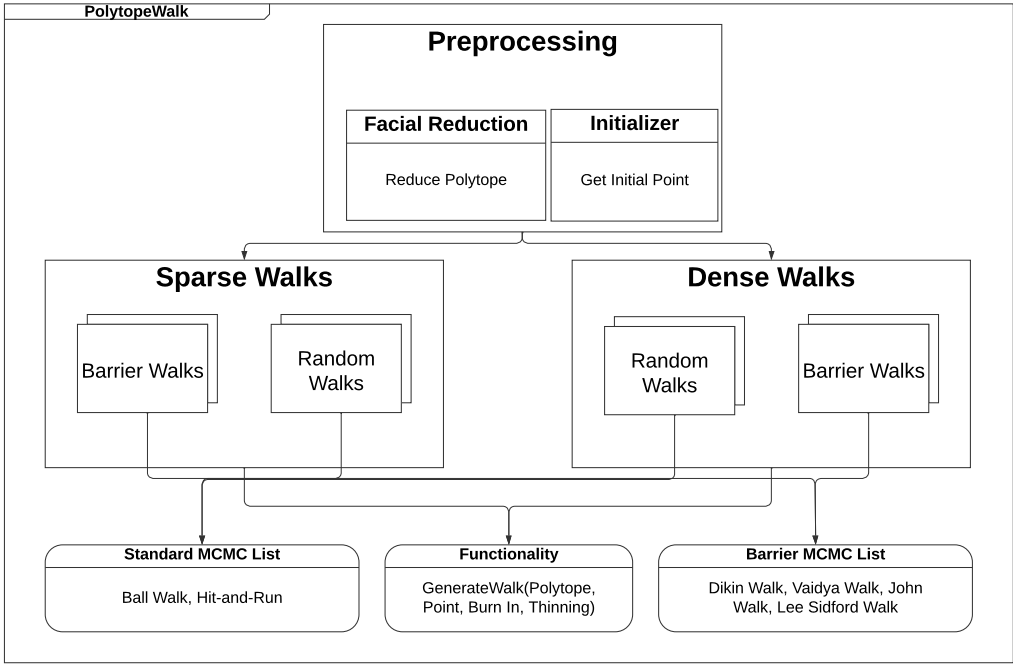 PolytopeWalk
Preprocessing
Facial Reduction
Reduce Polytope
Initializer
Get Initial Point
Sparse Walks
Barrier Walks
Random
Walks
Dense Walks
Random
Walks
Barrier Walks
Standard MCMC List
Ball Walk, Hit-and-Run
Functionality
GenerateWalk(Polytope,
Point, Burn In, Thinning)
Barrier MCMC List
Dikin Walk, Vaidya Walk, John
Walk, Lee Sidford Walk